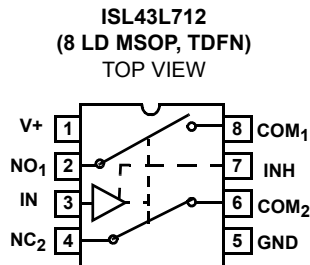 ISL43L712
(8 LD MSOP, TDFN)
TOP VIEW
V+ 1 8 COM1
NO1 2 7 INH
IN 3 6 COM2
NC2 4 5 GND